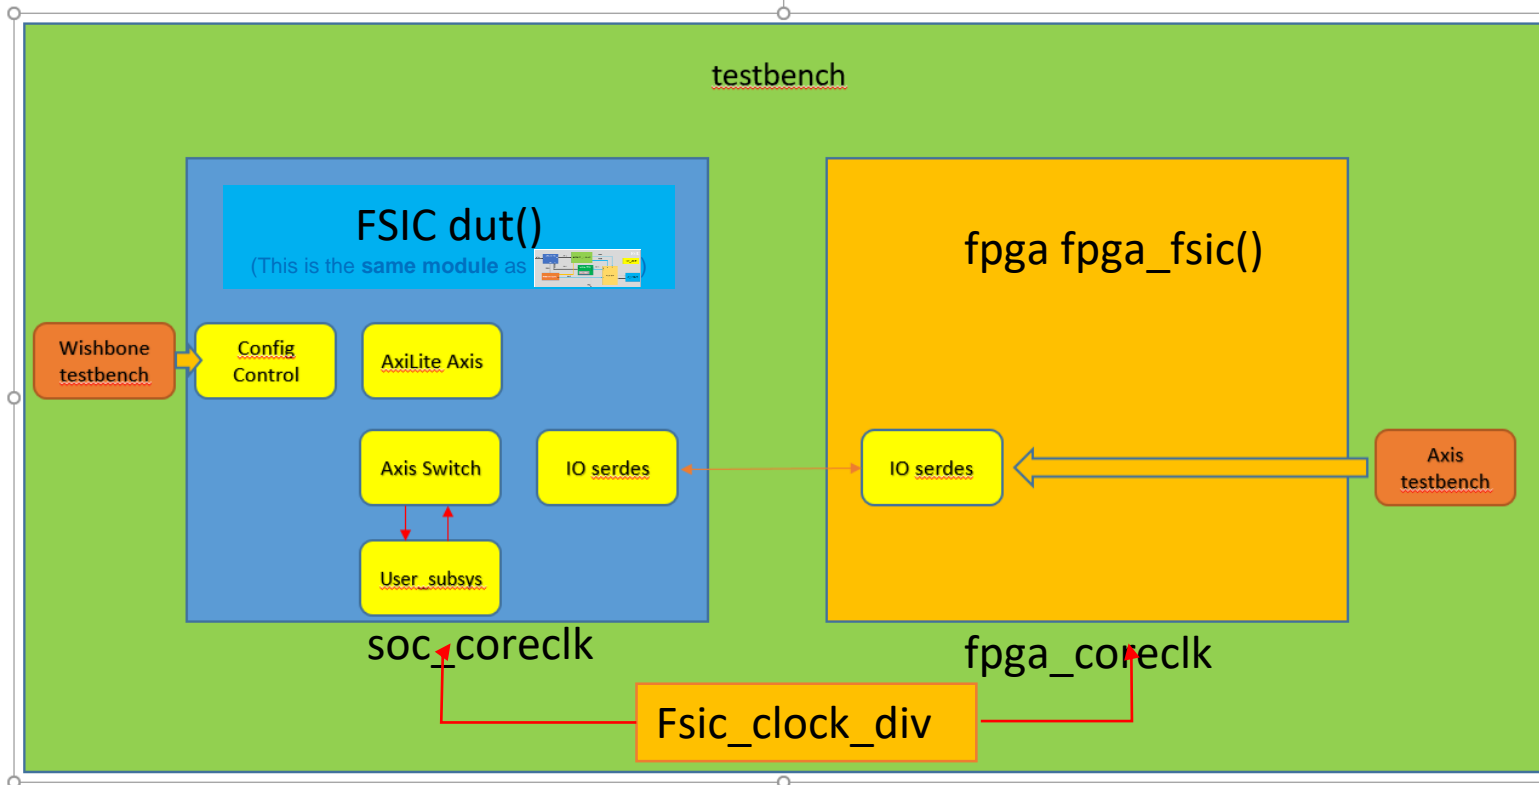 testbench
FSIC dut()
(This is the same module as )
fpga fpga_fsic()
Wishbone
testbench
Config
Control
AxiLite Axis
Axis Switch
IO serdes
IO serdes
Axis
testbench
User_subsys
soc_coreclk
fpga_coreclk
Fsic_clock_div